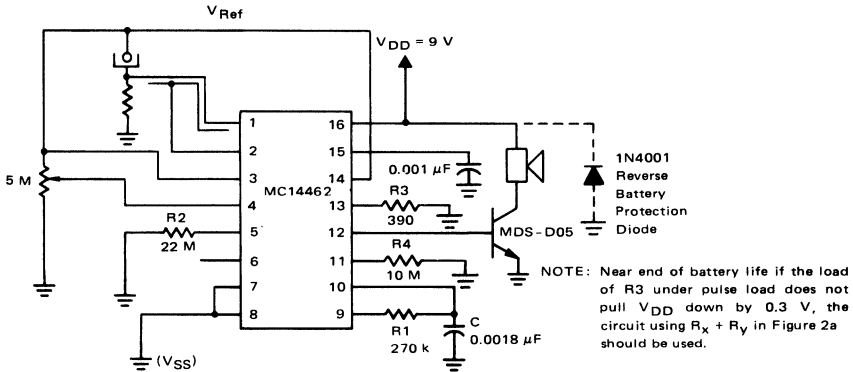 VRef
VDD = 9 V
1
2
3
4
5
6
7
8
16
15
14
13
12
11
10
9
MC14462
5 M
R2
22 M
(VSS)
0.001 µF
R3
390
R4
10 M
R1
270 k
C
0.0018 µF
MDS-D05
1N4001
Reverse
Battery
Protection
Diode
NOTE: Near end of battery life if the load
of R3 under pulse load does not
pull VDD down by 0.3 V, the
circuit using Rx + Ry in Figure 2a
should be used.